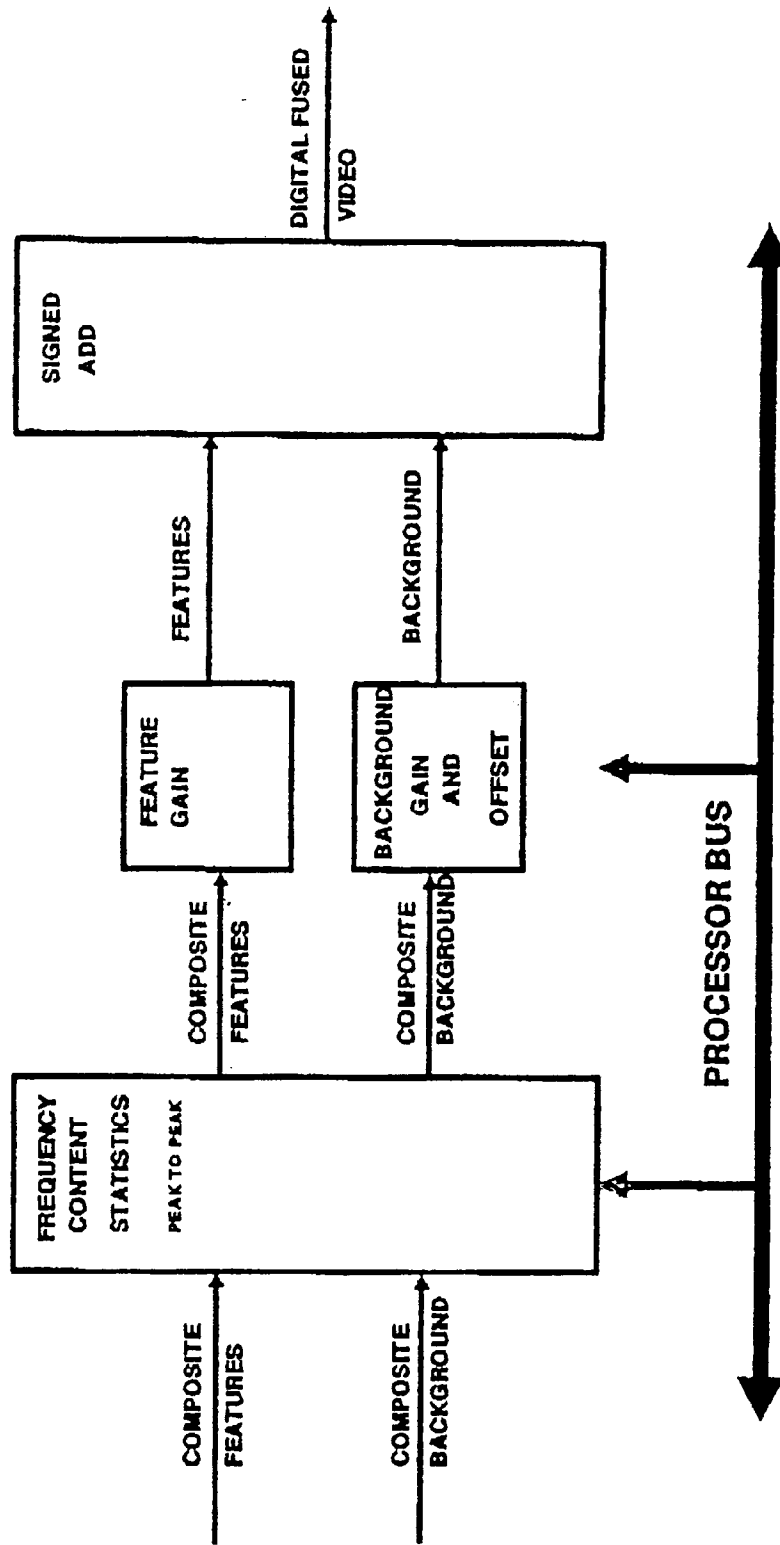 COMPOSITE
FEATURES
COMPOSITE
BACKGROUND
FREQUENCY
CONTENT
STATISTICS
PEAK TO PEAK
COMPOSITE
FEATURES
COMPOSITE
BACKGROUND
FEATURE
GAIN
BACKGROUND
GAIN
AND
OFFSET
FEATURES
BACKGROUND
SIGNED
ADD
DIGITAL FUSED
VIDEO
PROCESSOR BUS